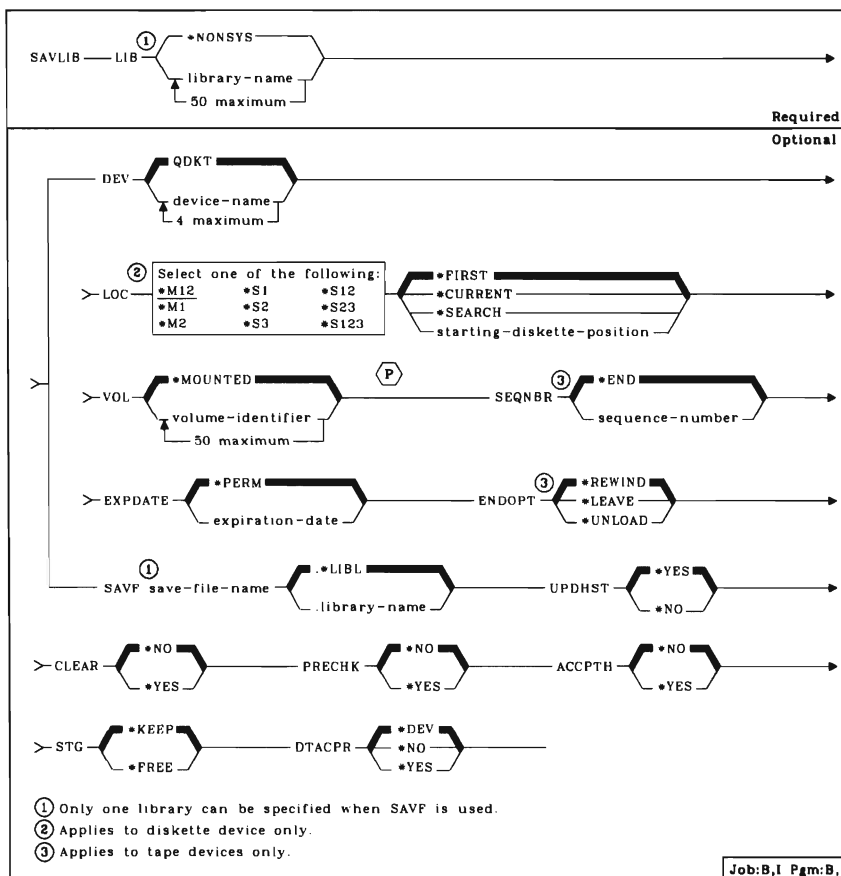 ① *NONSYS
SAVLIB LIB
library-name
50 maximum
Required
Optional
QDKT
DEV
device-name
4 maximum
② Select one of the following: *FIRST
LOC *M12 *S1 *S12 *CURRENT
*M1 *S2 *S23 *SEARCH
*M2 *S3 *S123 starting-diskette-position
*MOUNTED P ③ *END
VOL SEQNBR
volume-identifier sequence-number
50 maximum
*PERM ③ *REWIND
EXPDATE ENDOPT *LEAVE
expiration-date *UNLOAD
① .*LIBL *YES
SAVF save-file-name UPDHST
.library-name *NO
*NO *NO *NO
CLEAR PRECHK ACCPTH
*YES *YES *YES
*KEEP *DEV
STG DTACPR *NO
*FREE *YES
① Only one library can be specified when SAVF is used.
② Applies to diskette device only.
③ Applies to tape devices only.
Job:B,I Pgm:B,